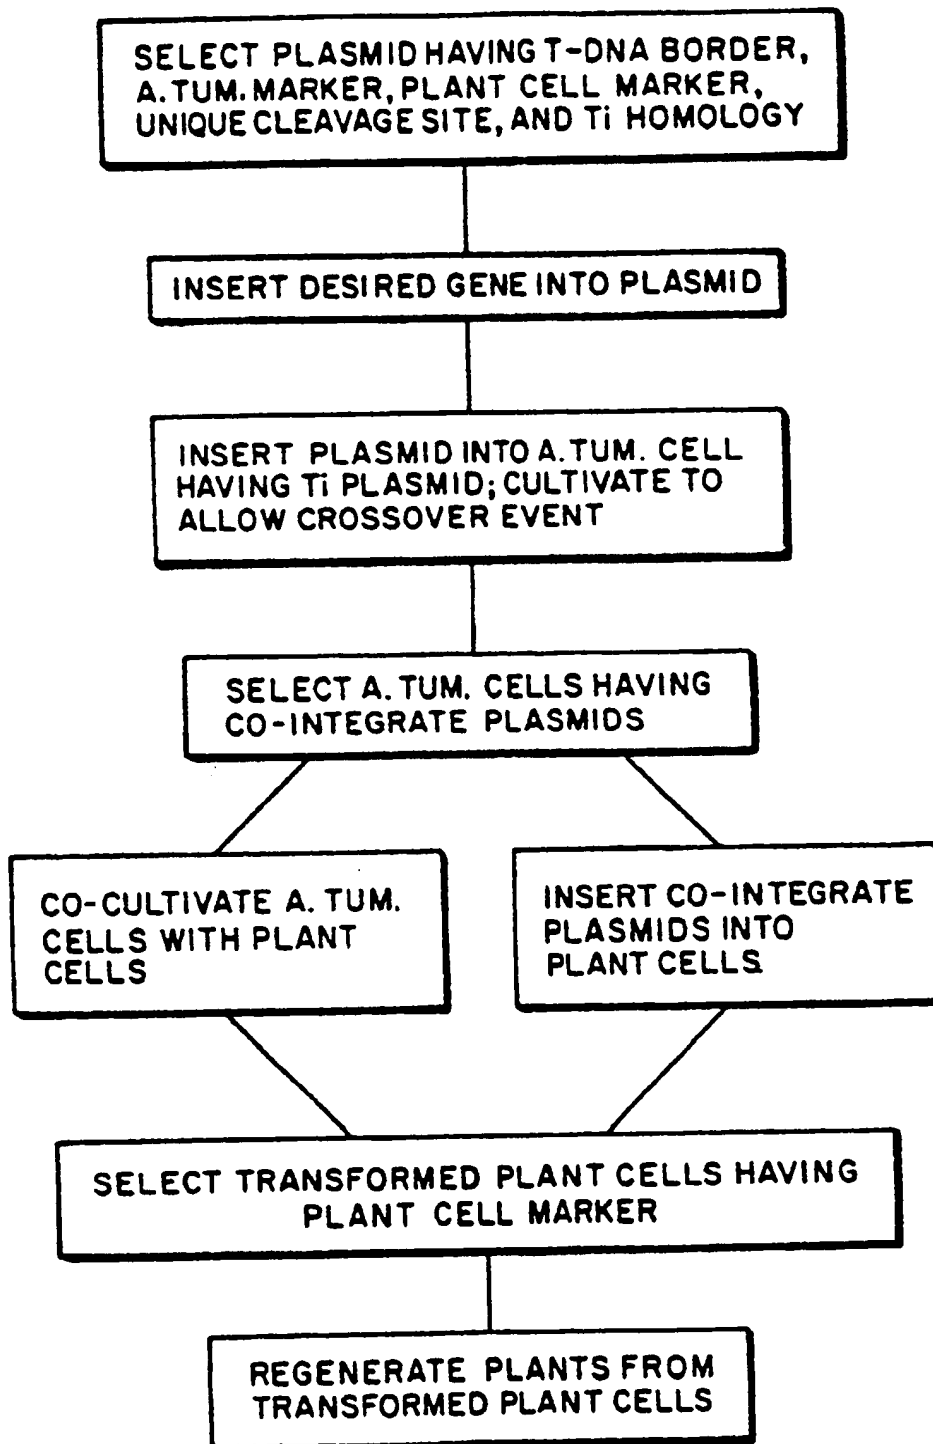 SELECT PLASMID HAVING T-DNA BORDER,
A. TUM. MARKER, PLANT CELL MARKER,
UNIQUE CLEAVAGE SITE, AND Ti HOMOLOGY
INSERT DESIRED GENE INTO PLASMID
INSERT PLASMID INTO A. TUM. CELL
HAVING Ti PLASMID; CULTIVATE TO
ALLOW CROSSOVER EVENT
SELECT A. TUM. CELLS HAVING
CO-INTEGRATE PLASMIDS
CO-CULTIVATE A. TUM.
CELLS WITH PLANT
CELLS
INSERT CO-INTEGRATE
PLASMIDS INTO
PLANT CELLS
SELECT TRANSFORMED PLANT CELLS HAVING
PLANT CELL MARKER
REGENERATE PLANTS FROM
TRANSFORMED PLANT CELLS